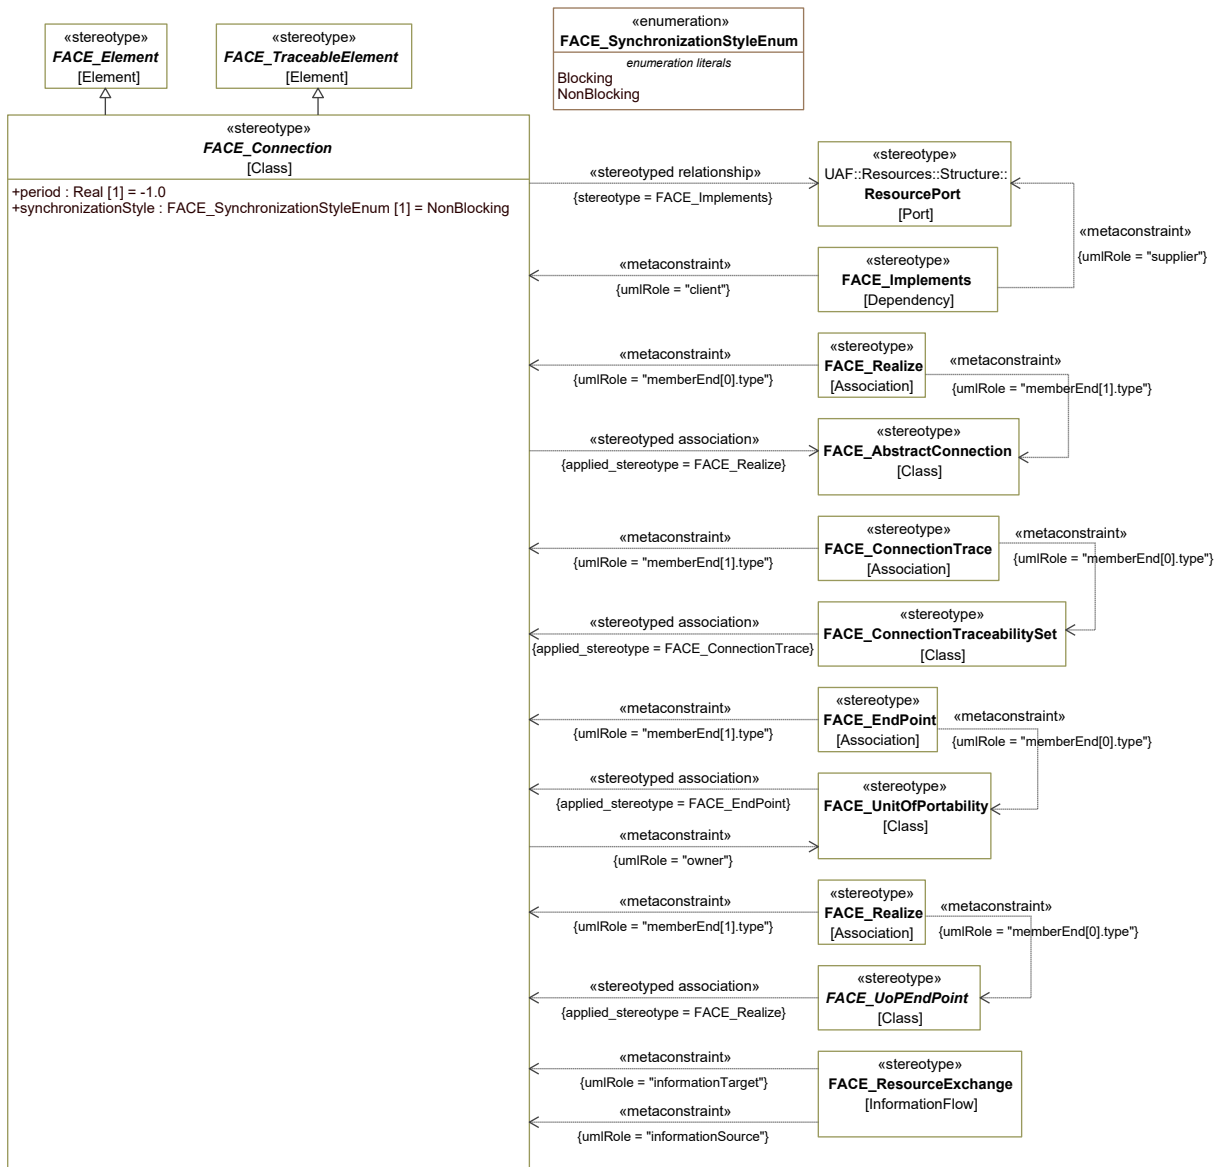 «stereotype»
FACE_Element
[Element]
«stereotype»
FACE_TraceableElement
[Element]
«enumeration»
FACE_SynchronizationStyleEnum
enumeration literals
Blocking
NonBlocking
«stereotype»
FACE_Connection
[Class]
+period : Real [1] = -1.0
+synchronizationStyle : FACE_SynchronizationStyleEnum [1] = NonBlocking
«stereotyped relationship»
{stereotype = FACE_Implements}
«stereotype»
UAF::Resources::Structure::
ResourcePort
[Port]
«metaconstraint»
{umlRole = "supplier"}
«metaconstraint»
{umlRole = "client"}
«stereotype»
FACE_Implements
[Dependency]
«metaconstraint»
{umlRole = "memberEnd[0].type"}
«stereotype»
FACE_Realize
[Association]
«metaconstraint»
{umlRole = "memberEnd[1].type"}
«stereotyped association»
{applied_stereotype = FACE_Realize}
«stereotype»
FACE_AbstractConnection
[Class]
«metaconstraint»
{umlRole = "memberEnd[1].type"}
«stereotype»
FACE_ConnectionTrace
[Association]
«metaconstraint»
{umlRole = "memberEnd[0].type"}
«stereotyped association»
{applied_stereotype = FACE_ConnectionTrace}
«stereotype»
FACE_ConnectionTraceabilitySet
[Class]
«metaconstraint»
{umlRole = "memberEnd[1].type"}
«stereotype»
FACE_EndPoint
[Association]
«metaconstraint»
{umlRole = "memberEnd[0].type"}
«stereotyped association»
{applied_stereotype = FACE_EndPoint}
«stereotype»
FACE_UnitOfPortability
[Class]
«metaconstraint»
{umlRole = "owner"}
«metaconstraint»
{umlRole = "memberEnd[1].type"}
«stereotype»
FACE_Realize
[Association]
«metaconstraint»
{umlRole = "memberEnd[0].type"}
«stereotyped association»
{applied_stereotype = FACE_Realize}
«stereotype»
FACE_UoPEndPoint
[Class]
«metaconstraint»
{umlRole = "informationTarget"}
«stereotype»
FACE_ResourceExchange
[InformationFlow]
«metaconstraint»
{umlRole = "informationSource"}